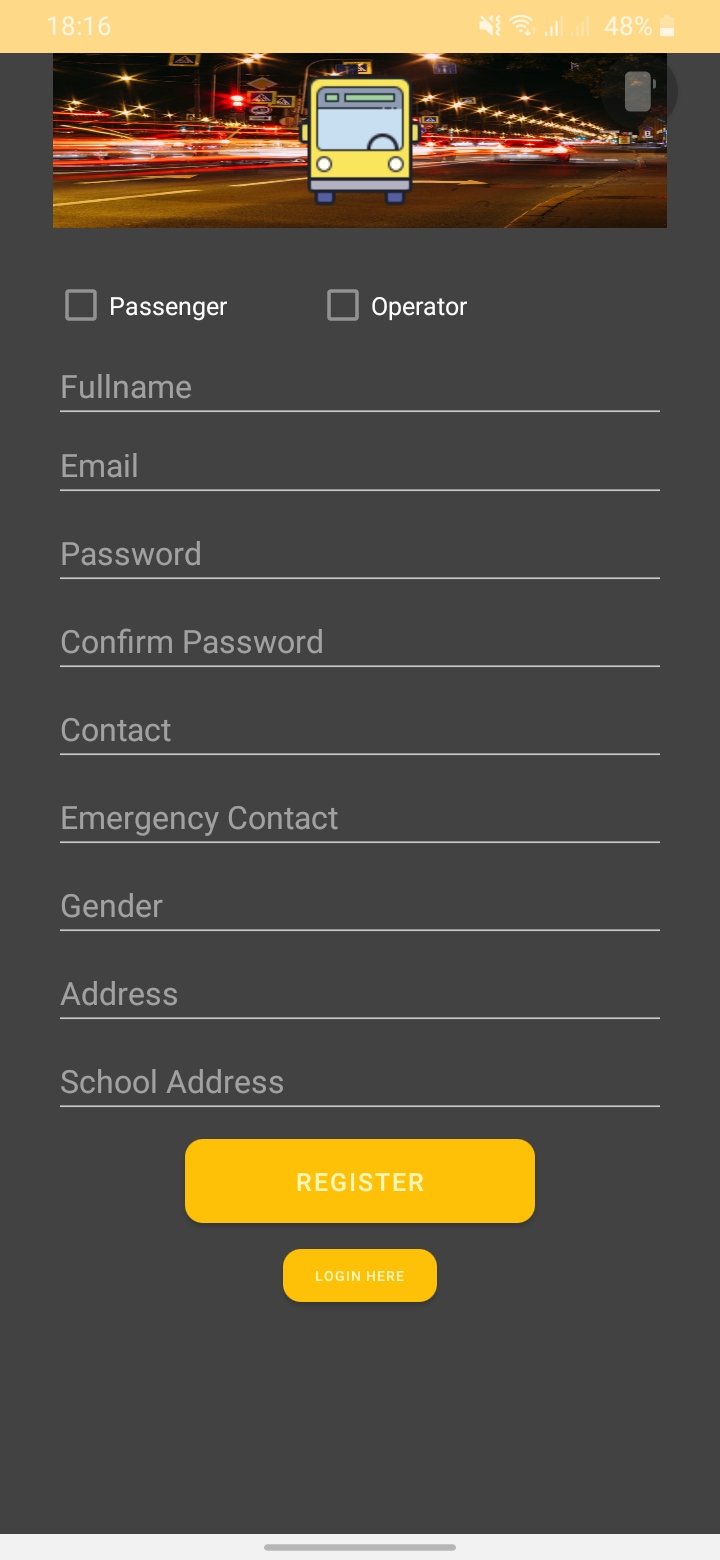 18:16 48%
Passenger Operator
Fullname
Email
Password
Confirm Password
Contact
Emergency Contact
Gender
Address
School Address
REGISTER
LOGIN HERE